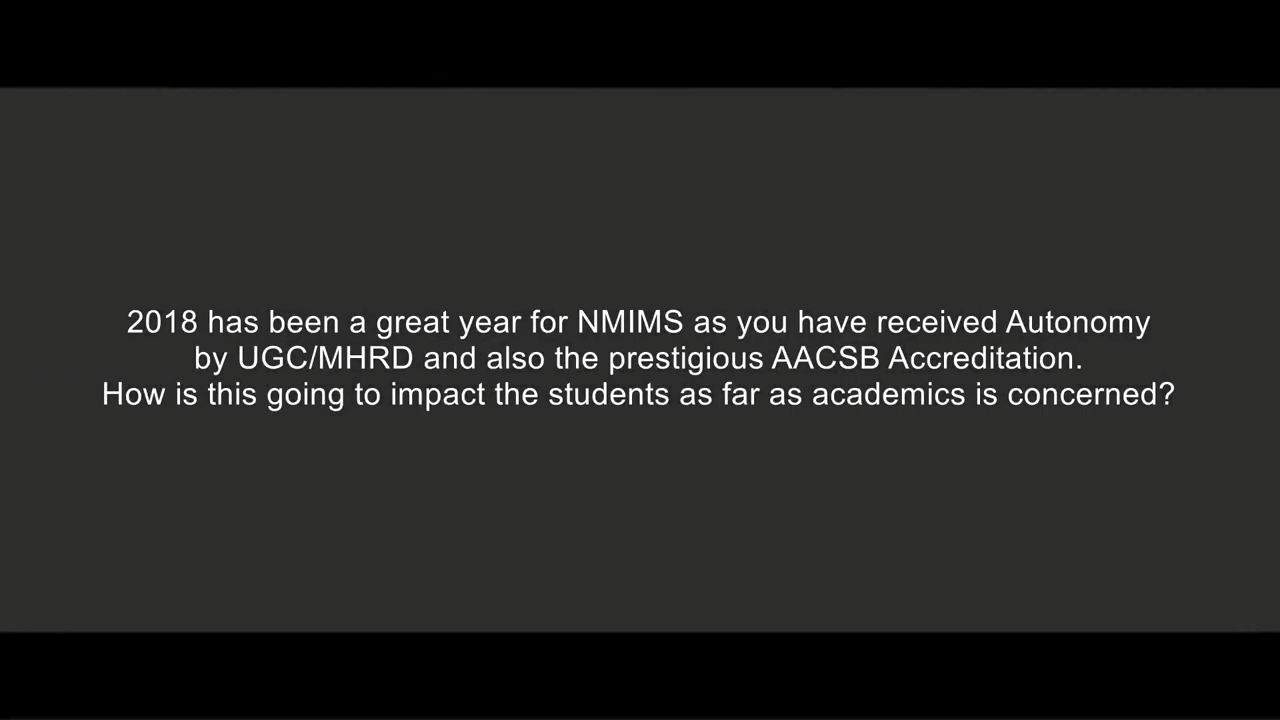 2018 has been a great year for NMIMS as you have received Autonomy
by UGC/MHRD and also the prestigious AACSB Accreditation.
How is this going to impact the students as far as academics is concerned?